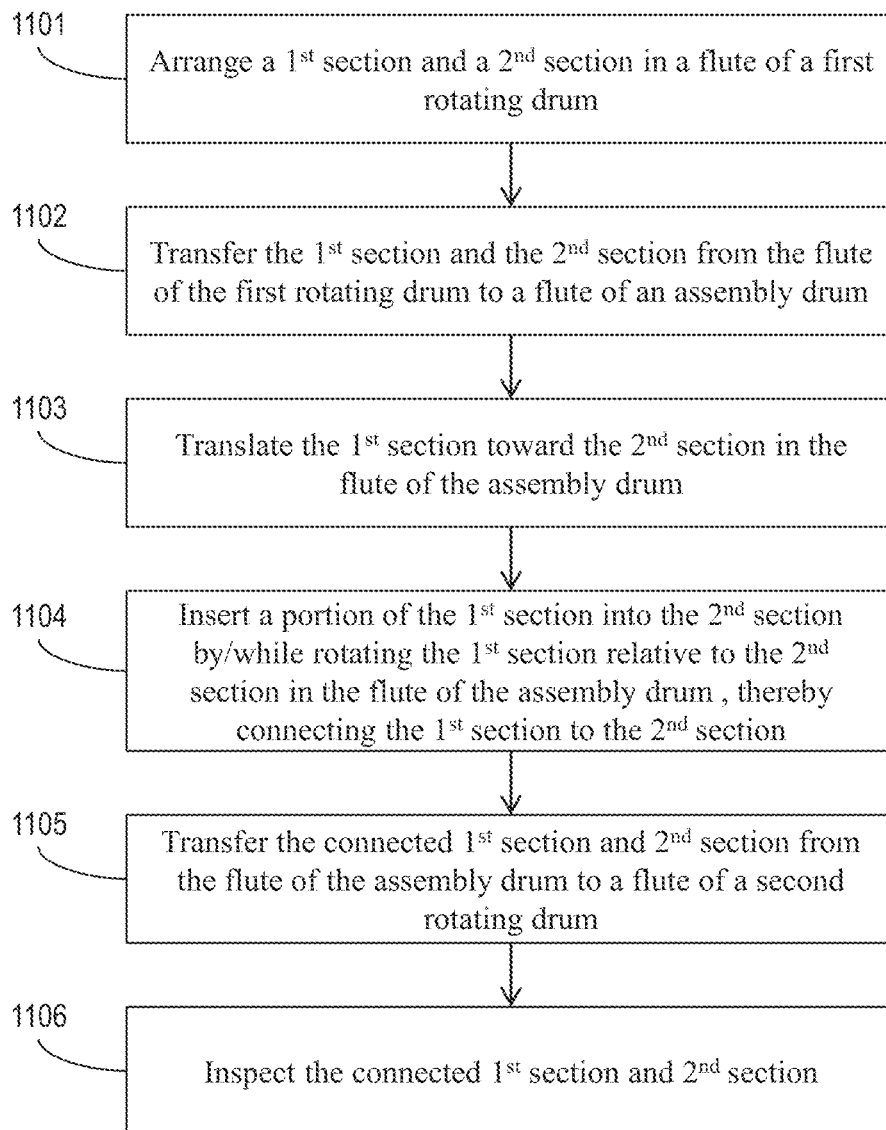 1101
Arrange a 1st section and a 2nd section in a flute of a first
rotating drum
1102
Transfer the 1st section and the 2nd section from the flute
of the first rotating drum to a flute of an assembly drum
1103
Translate the 1st section toward the 2nd section in the
flute of the assembly drum
1104
Insert a portion of the 1st section into the 2nd section
by/while rotating the 1st section relative to the 2nd
section in the flute of the assembly drum , thereby
connecting the 1st section to the 2nd section
1105
Transfer the connected 1st section and 2nd section from
the flute of the assembly drum to a flute of a second
rotating drum
1106
Inspect the connected 1st section and 2nd section